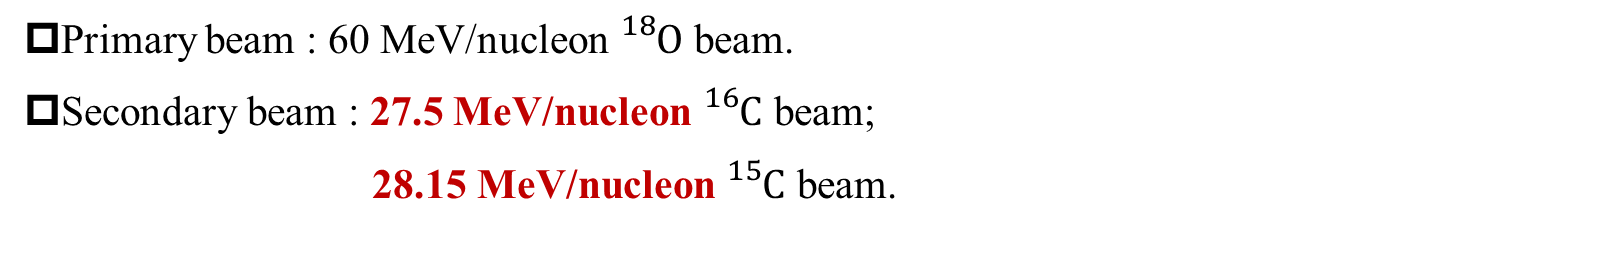 ❑Primary beam : 60 MeV/nucleon ¹⁸O beam.
❑Secondary beam : 27.5 MeV/nucleon ¹⁶C beam;
28.15 MeV/nucleon ¹⁵C beam.